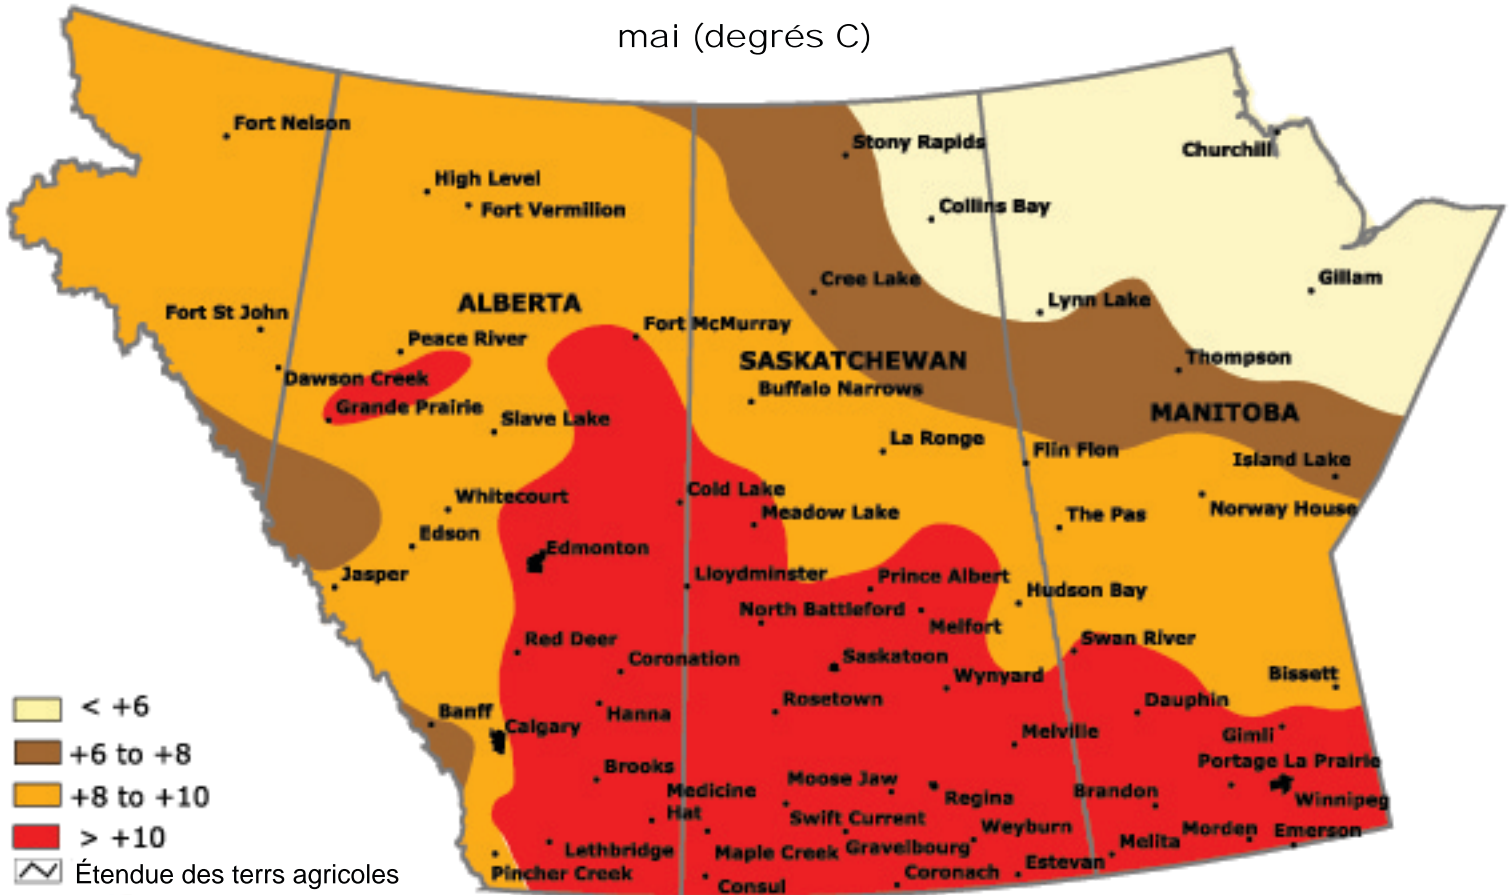 mai (degrés C)
Fort Nelson
Stony Rapids
Churchill
High Level
Fort Vermilion
Collins Bay
Cree Lake
Gillam
Lynn Lake
ALBERTA
Fort St John
Fort McMurray
Peace River
SASKATCHEWAN
Thompson
Dawson Creek
Buffalo Narrows
Grande Prairie
Slave Lake
MANITOBA
La Ronge
Flin Flon
Island Lake
Whitecourt
Cold Lake
Meadow Lake
The Pas
Norway House
Edson
Edmonton
Jasper
Lloydminster
Prince Albert
Hudson Bay
North Battleford
Melfort
Red Deer
Coronation
Saskatoon
Swan River
Wynyard
Bissett
Rosetown
Dauphin
Banff
Calgary
Hanna
Melville
Gimli
Brooks
Portage La Prairie
Medicine
Hat
Moose Jaw
Regina
Brandon
Winnipeg
Swift Current
Weyburn
Morden
Emerson
Lethbridge
Maple Creek
Gravelbourg
Melita
Pincher Creek
Consul
Coronach
Estevan
< +6
+6 to +8
+8 to +10
> +10
Étendue des terrs agricoles